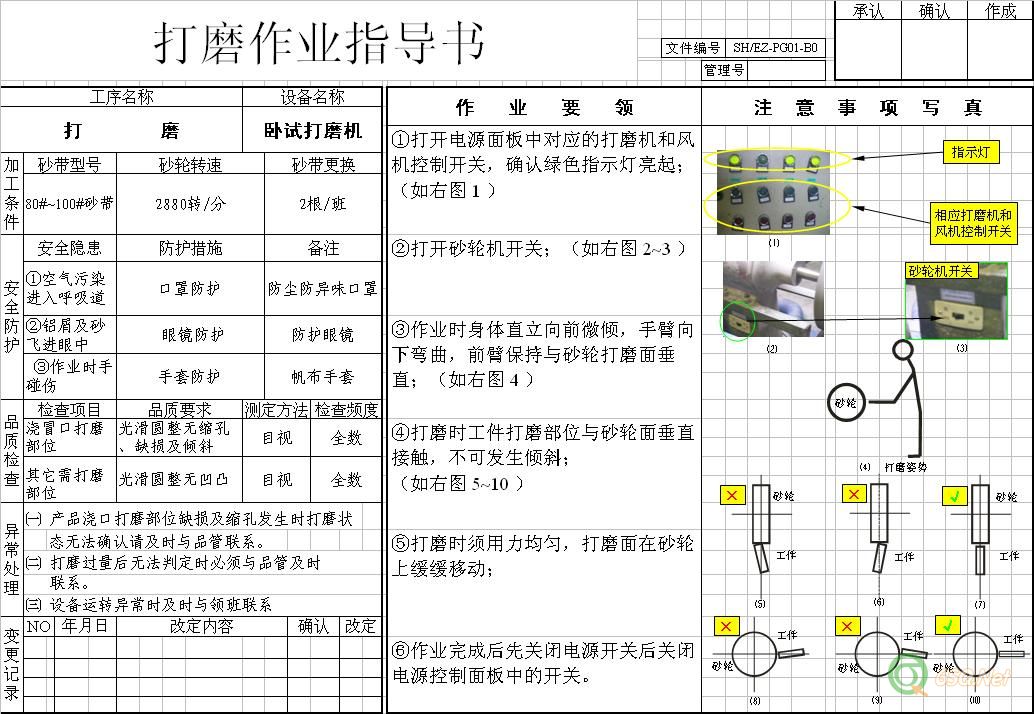 打磨作业指导书
文件编号 SH/EZ-PG01-B0
管理号
承认 确认 作成
工序名称 设备名称
打 磨 卧试打磨机
加工条件
砂带型号 砂轮转速 砂带更换
80#~100#砂带 2880转/分 2根/班
安全防护
安全隐患 防护措施 备注
①空气污染
进入呼吸道
口罩防护 防尘防异味口罩
②铝屑及砂
飞进眼中
眼镜防护 防护眼镜
③作业时手
碰伤
手套防护 帆布手套
品质检查
检查项目 品质要求 测定方法 检查频度
浇冒口打磨
部位
光滑圆整无缩孔
、缺损及倾斜
目视 全数
其它需打磨
部位
光滑圆整无凹凸
目视 全数
异常处理
㈠ 产品浇口打磨部位缺损及缩孔发生时打磨状
态无法确认请及时与品管联系。
㈡ 打磨过量后无法判定时必须与品管及时
联系。
㈢ 设备运转异常时及时与领班联系
变更记录
NO 年月日 改定内容 确认 改定
作 业 要 领
①打开电源面板中对应的打磨机和风
机控制开关，确认绿色指示灯亮起；
（如右图 1 ）
②打开砂轮机开关；（如右图 2~3 ）
③作业时身体直立向前微倾，手臂向
下弯曲，前臂保持与砂轮打磨面垂
直；（如右图 4 ）
④打磨时工件打磨部位与砂轮面垂直
接触，不可发生倾斜；
（如右图 5~10 ）
⑤打磨时须用力均匀，打磨面在砂轮
上缓缓移动；
⑥作业完成后先关闭电源开关后关闭
电源控制面板中的开关。
注 意 事 项 写 真
指示灯
相应打磨机和
风机控制开关
(1)
砂轮机开关
(2)
(3)
砂轮
(4) 打磨姿势
砂轮
工件
(5)
工件
(6)
砂轮
工件
(7)
砂轮
工件
(8)
砂轮
工件
(9)
砂轮
工件
(10)
6SQ.Net